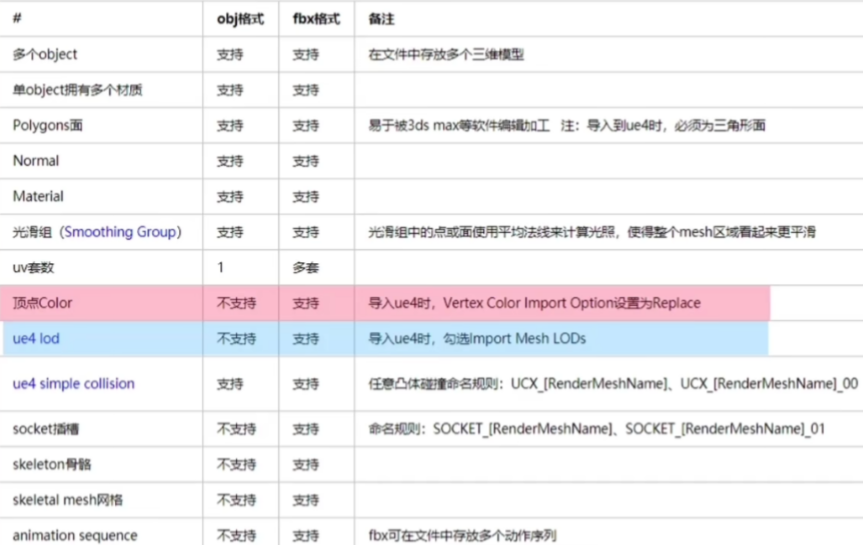 # obj格式 fbx格式 备注
多个object 支持 支持 在文件中存放多个三维模型
单object拥有多个材质 支持 支持
Polygons面 支持 支持 易于被3ds max等软件编辑加工 注：导入到ue4时，必须为三角形面
Normal 支持 支持
Material 支持 支持
光滑组（Smoothing Group） 支持 支持 光滑组中的点或面使用平均法线来计算光照，使得整个mesh区域看起来更平滑
uv套数 1 多套
顶点Color 不支持 支持 导入ue4时，Vertex Color Import Option设置为Replace
ue4 lod 不支持 支持 导入ue4时，勾选Import Mesh LODs
ue4 simple collision 支持 支持 任意凸体碰撞命名规则：UCX_[RenderMeshName]、UCX_[RenderMeshName]_00
socket插槽 不支持 支持 命名规则：SOCKET_[RenderMeshName]、SOCKET_[RenderMeshName]_01
skeleton骨骼 不支持 支持
skeletal mesh网格 不支持 支持
animation sequence 不支持 支持 fbx可在文件中存放多个动作序列